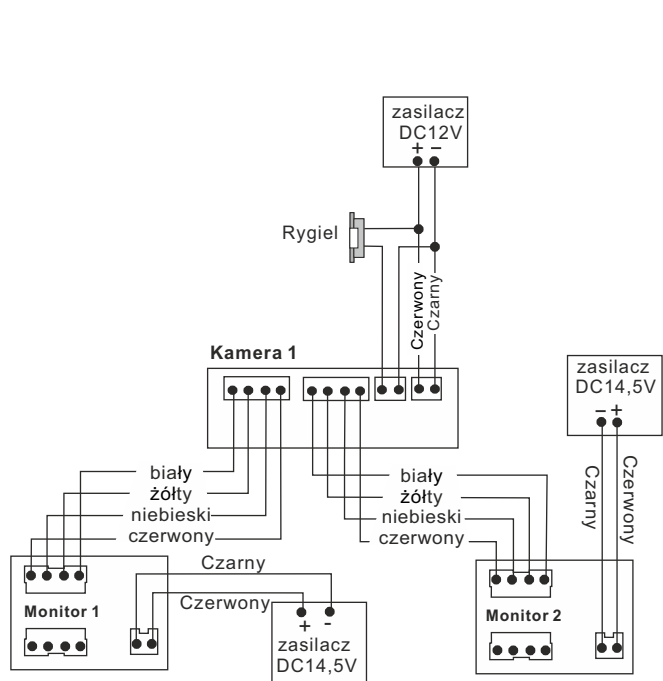 zasilacz
DC12V
+ –
Rygiel
Czerwony
Czarny
Kamera 1
zasilacz
DC14,5V
– +
Czarny
Czerwony
biały
żółty
niebieski
czerwony
biały
żółty
niebieski
czerwony
Monitor 1
Czarny
Czerwony
+ -
zasilacz
DC14,5V
Monitor 2